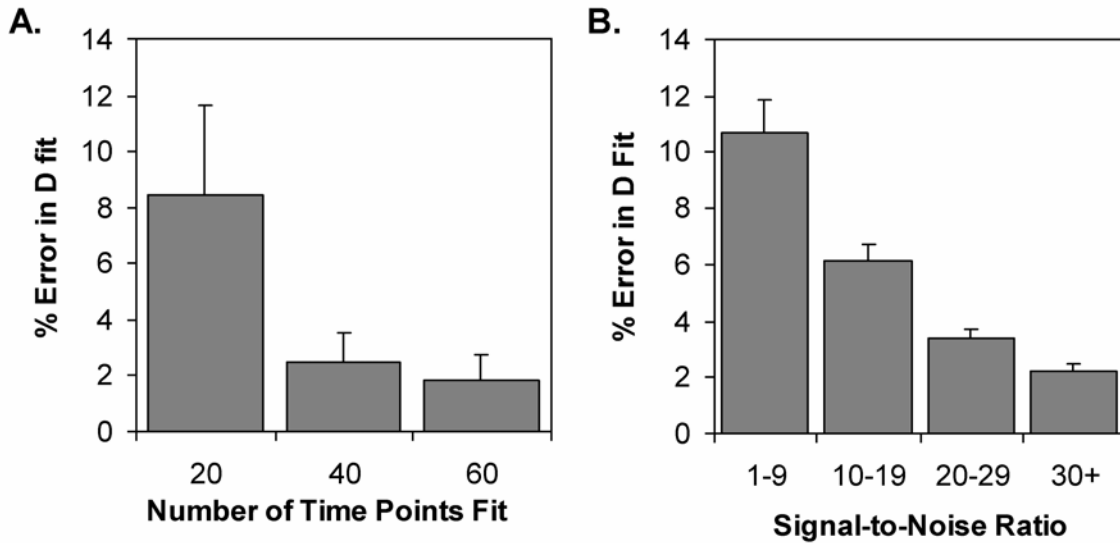 A.
% Error in D fit
14
12
10
8
6
4
2
0
20 40 60
Number of Time Points Fit
B.
% Error in D Fit
14
12
10
8
6
4
2
0
1-9 10-19 20-29 30+
Signal-to-Noise Ratio